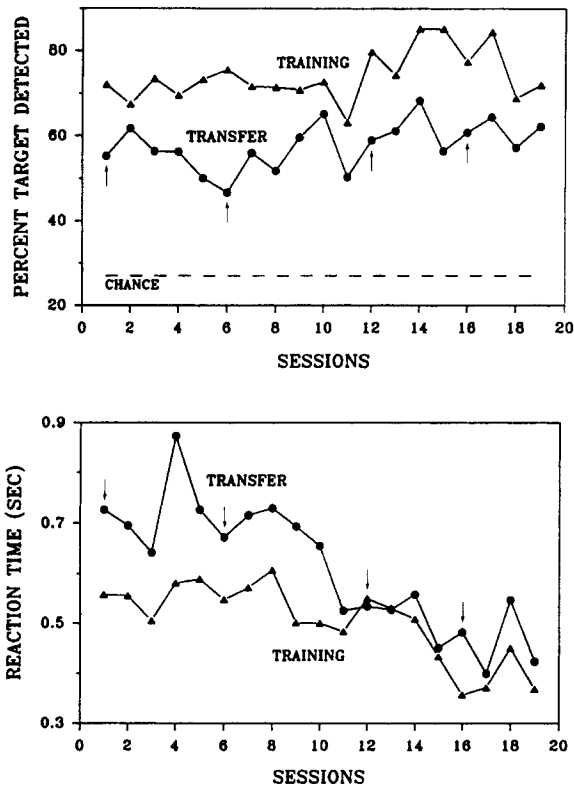 PERCENT TARGET DETECTED
80
60
40
20
TRAINING
TRANSFER
CHANCE
0 2 4 6 8 10 12 14 16 18 20
SESSIONS
REACTION TIME (SEC)
0.9
0.7
0.5
0.3
TRANSFER
TRAINING
0 2 4 6 8 10 12 14 16 18 20
SESSIONS